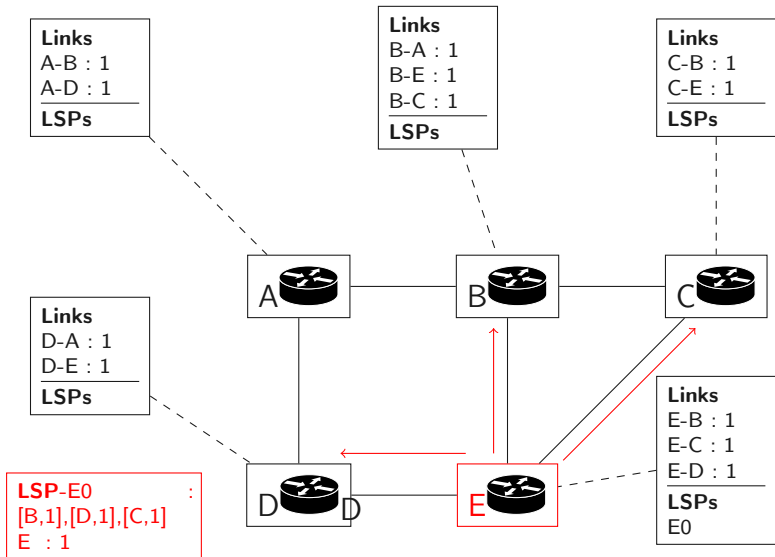 Links
A-B : 1
A-D : 1
LSPs
Links
B-A : 1
B-E : 1
B-C : 1
LSPs
Links
C-B : 1
C-E : 1
LSPs
A
B
C
Links
D-A : 1
D-E : 1
LSPs
Links
E-B : 1
E-C : 1
E-D : 1
LSPs
E0
D
D
E
LSP-E0 :
[B,1],[D,1],[C,1]
E : 1